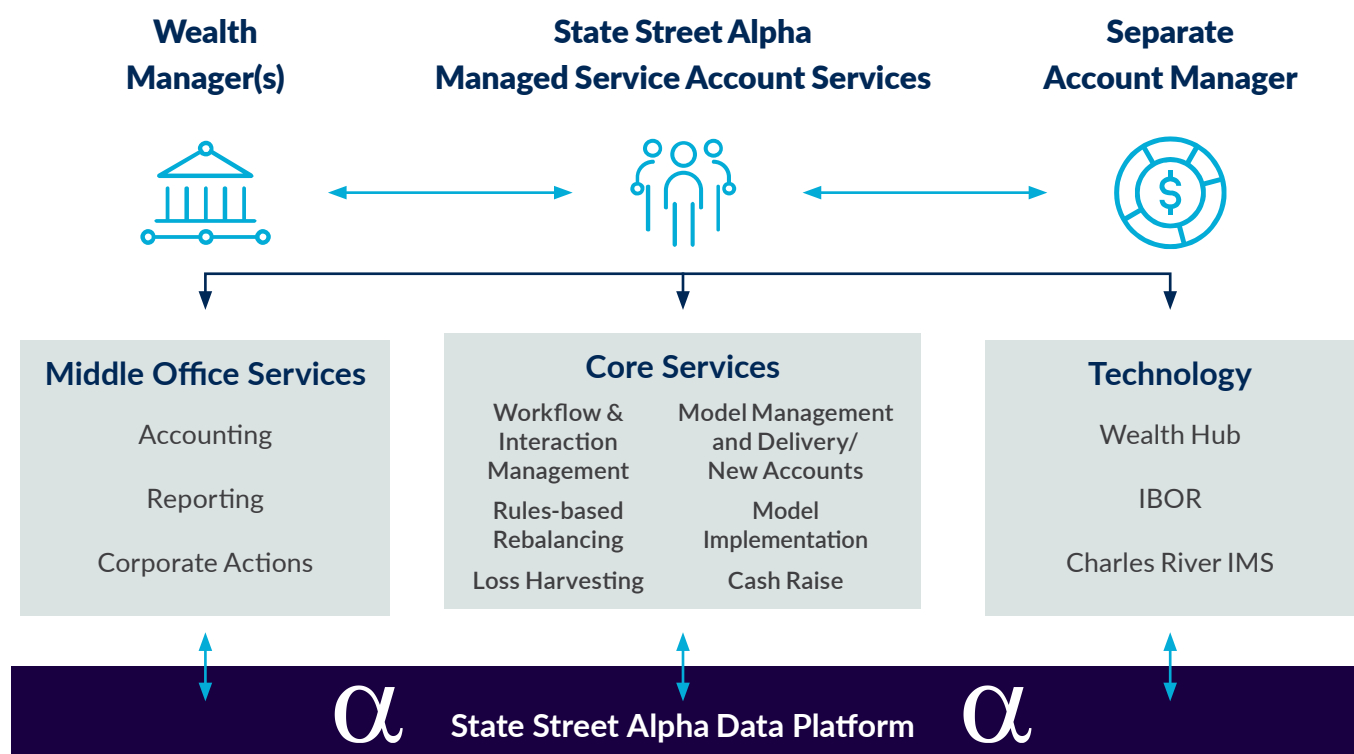 Wealth
Manager(s)
State Street Alpha
Managed Service Account Services
Separate
Account Manager
$
Middle Office Services
Accounting
Reporting
Corporate Actions
Core Services
Workflow &
Interaction
Management
Rules-based
Rebalancing
Loss Harvesting
Model Management
and Delivery/
New Accounts
Model
Implementation
Cash Raise
Technology
Wealth Hub
IBOR
Charles River IMS
α State Street Alpha Data Platform α